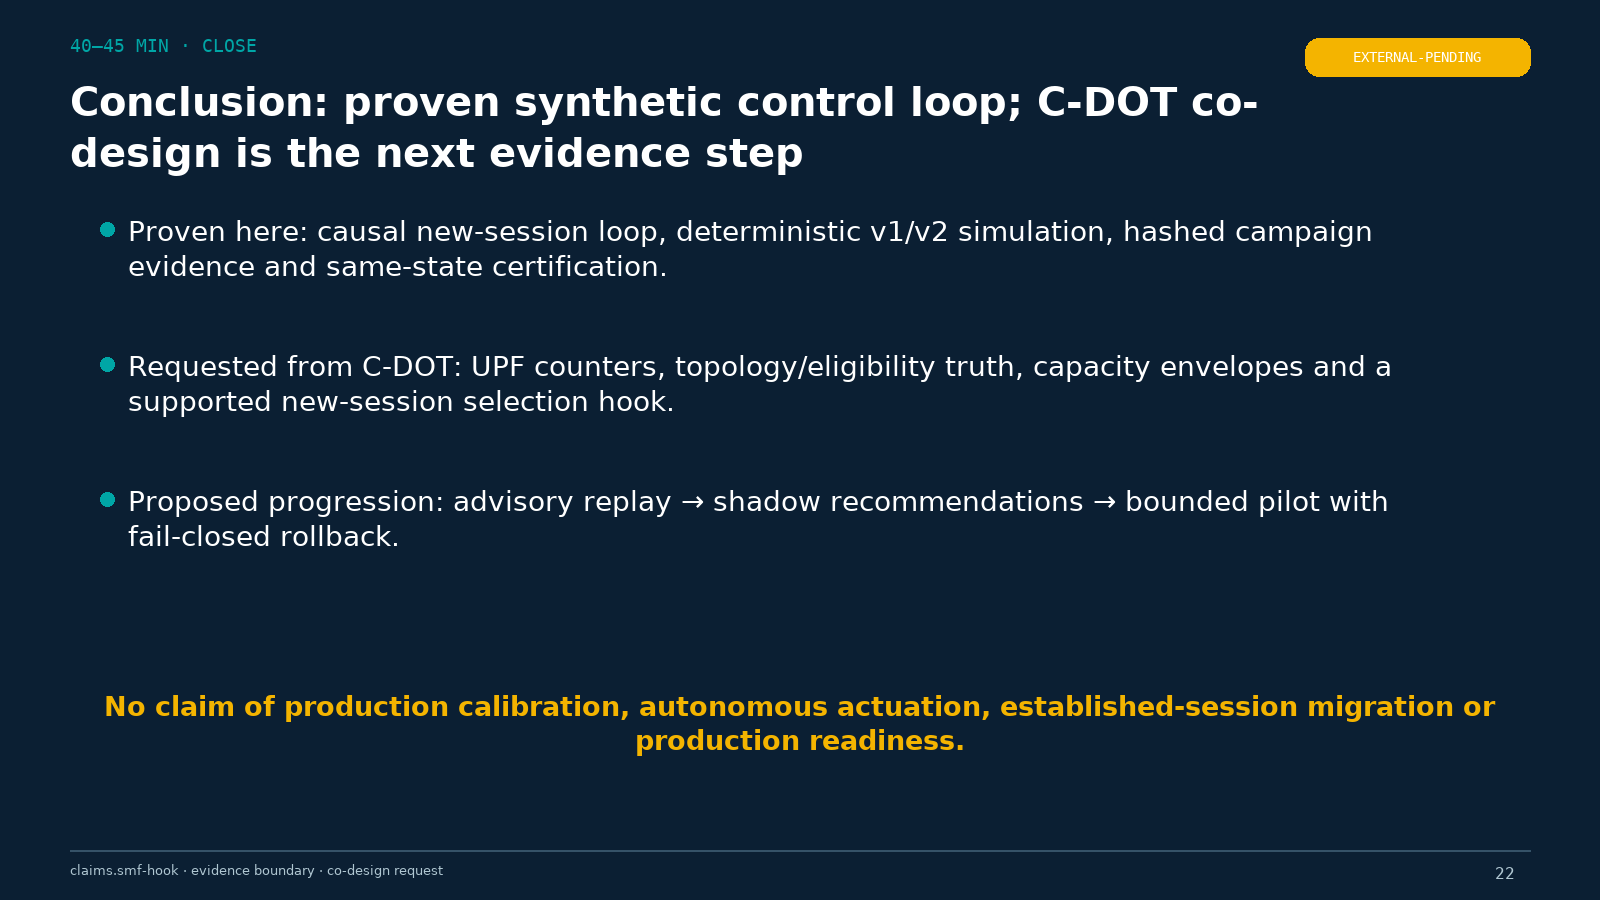 40–45 MIN · CLOSE
EXTERNAL-PENDING
Conclusion: proven synthetic control loop; C-DOT co-
design is the next evidence step
Proven here: causal new-session loop, deterministic v1/v2 simulation, hashed campaign
evidence and same-state certification.
Requested from C-DOT: UPF counters, topology/eligibility truth, capacity envelopes and a
supported new-session selection hook.
Proposed progression: advisory replay → shadow recommendations → bounded pilot with
fail-closed rollback.
No claim of production calibration, autonomous actuation, established-session migration or
production readiness.
claims.smf-hook · evidence boundary · co-design request
22